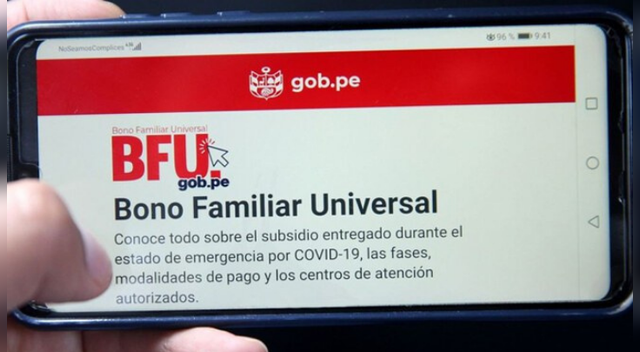 NoSeamosComplices 4G
96 % 9:41
gob.pe
Bono Familiar Universal
BFU.
gob.pe
Bono Familiar Universal
Conoce todo sobre el subsidio entregado durante el
estado de emergencia por COVID-19, las fases,
modalidades de pago y los centros de atención
autorizados.